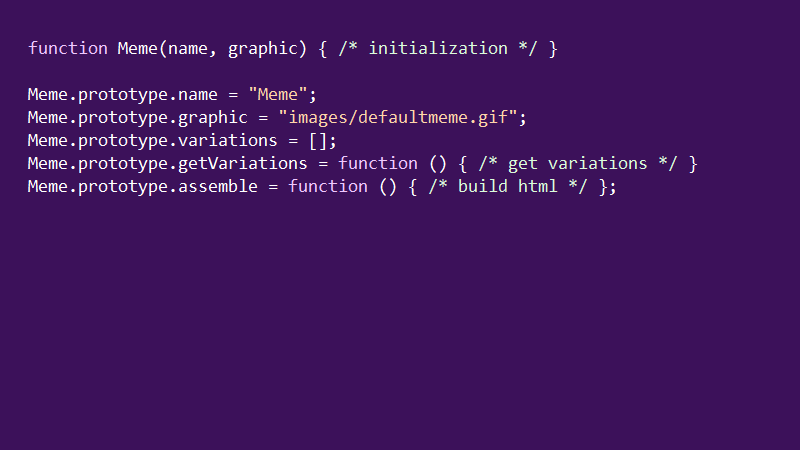 function Meme(name, graphic) { /* initialization */ }
Meme.prototype.name = "Meme";
Meme.prototype.graphic = "images/defaultmeme.gif";
Meme.prototype.variations = [];
Meme.prototype.getVariations = function () { /* get variations */ }
Meme.prototype.assemble = function () { /* build html */ };